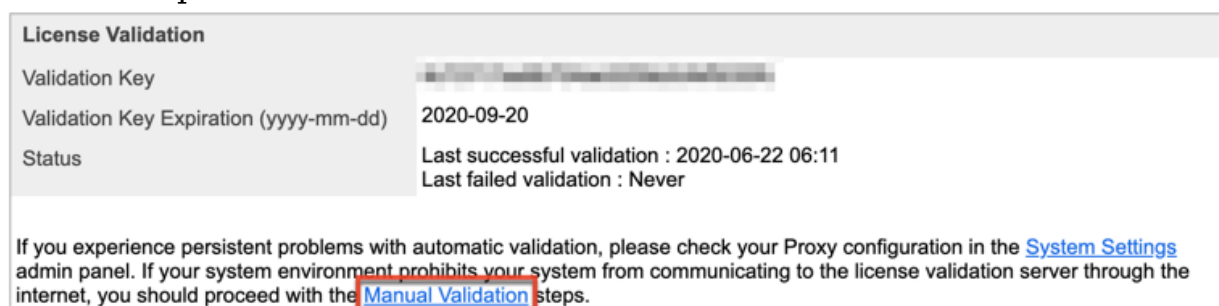 License Validation
Validation Key
Validation Key Expiration (yyyy-mm-dd) 2020-09-20
Status Last successful validation : 2020-06-22 06:11
Last failed validation : Never
If you experience persistent problems with automatic validation, please check your Proxy configuration in the System Settings
admin panel. If your system environment prohibits your system from communicating to the license validation server through the
internet, you should proceed with the Manual Validation steps.